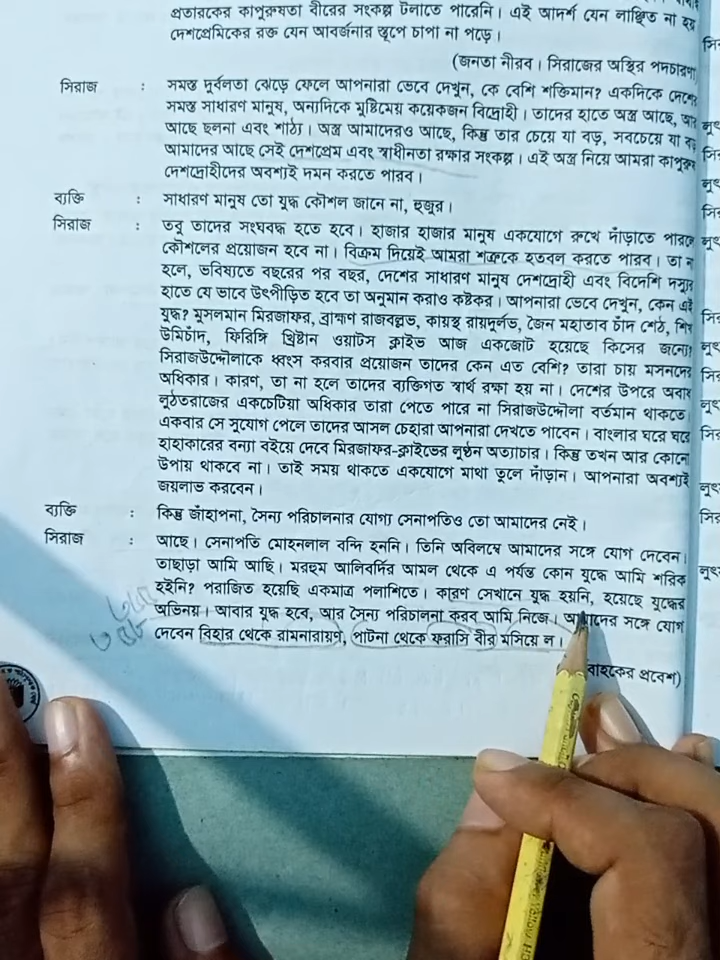 প্রতারকের কাপুরুষতা বীরের সংকল্প টলাতে পারেনি। এই আদর্শ যেন লাঞ্ছিত না হয়
দেশপ্রেমিকের রক্ত যেন আবর্জনার স্তূপে চাপা না পড়ে।
(জনতা নীরব। সিরাজের অস্থির পদচারণা
সিরাজ : সমস্ত দুর্বলতা ঝেড়ে ফেলে আপনারা ভেবে দেখুন, কে বেশি শক্তিমান? একদিকে দেশের
সমস্ত সাধারণ মানুষ, অন্যদিকে মুষ্টিমেয় কয়েকজন বিদ্রোহী। তাদের হাতে অস্ত্র আছে, আর
আছে ছলনা এবং শাঠ্য। অস্ত্র আমাদেরও আছে, কিন্তু তার চেয়ে যা বড়, সবচেয়ে যা বড়
আমাদের আছে সেই দেশপ্রেম এবং স্বাধীনতা রক্ষার সংকল্প। এই অস্ত্র নিয়ে আমরা কাপুরুষ
দেশদ্রোহীদের অবশ্যই দমন করতে পারব।
ব্যক্তি : সাধারণ মানুষ তো যুদ্ধ কৌশল জানে না, হুজুর।
সিরাজ : তবু তাদের সংঘবদ্ধ হতে হবে। হাজার হাজার মানুষ একযোগে রুখে দাঁড়াতে পারলে
কৌশলের প্রয়োজন হবে না। বিক্রম দিয়েই আমরা শত্রুকে হতবল করতে পারব। তা না
হলে, ভবিষ্যতে বছরের পর বছর, দেশের সাধারণ মানুষ দেশদ্রোহী এবং বিদেশি দস্যুর
হাতে যে ভাবে উৎপীড়িত হবে তা অনুমান করাও কষ্টকর। আপনারা ভেবে দেখুন, কেন এই
যুদ্ধ? মুসলমান মিরজাফর, ব্রাহ্মণ রাজবল্লভ, কায়স্থ রায়দুর্লভ, জৈন মহাতাব চাঁদ শেঠ, শিখ
উমিচাঁদ, ফিরিঙ্গি খ্রিষ্টান ওয়াটস ক্লাইভ আজ একজোট হয়েছে কিসের জন্যে?
সিরাজউদ্দৌলাকে ধ্বংস করবার প্রয়োজন তাদের কেন এত বেশি? তারা চায় মসনদের
অধিকার। কারণ, তা না হলে তাদের ব্যক্তিগত স্বার্থ রক্ষা হয় না। দেশের উপরে অবাধ
লুঠতরাজের একচেটিয়া অধিকার তারা পেতে পারে না সিরাজউদ্দৌলা বর্তমান থাকতে।
একবার সে সুযোগ পেলে তাদের আসল চেহারা আপনারা দেখতে পাবেন। বাংলার ঘরে ঘরে
হাহাকারের বন্যা বইয়ে দেবে মিরজাফর-ক্লাইভের লুণ্ঠন অত্যাচার। কিন্তু তখন আর কোনো
উপায় থাকবে না। তাই সময় থাকতে একযোগে মাথা তুলে দাঁড়ান। আপনারা অবশ্যই
জয়লাভ করবেন।
ব্যক্তি : কিন্তু জাঁহাপনা, সৈন্য পরিচালনার যোগ্য সেনাপতিও তো আমাদের নেই।
সিরাজ : আছে। সেনাপতি মোহনলাল বন্দি হননি। তিনি অবিলম্বে আমাদের সঙ্গে যোগ দেবেন।
তাছাড়া আমি আছি। মরহুম আলিবর্দির আমল থেকে এ পর্যন্ত কোন যুদ্ধে আমি শরিক
হইনি? পরাজিত হয়েছি একমাত্র পলাশিতে। কারণ সেখানে যুদ্ধ হয়নি, হয়েছে যুদ্ধের
অভিনয়। আবার যুদ্ধ হবে, আর সৈন্য পরিচালনা করব আমি নিজে। আমাদের সঙ্গে যোগ
দেবেন বিহার থেকে রামনারায়ণ, পাটনা থেকে ফরাসি বীর মসিয়ে ল।
বাহকের প্রবেশ)